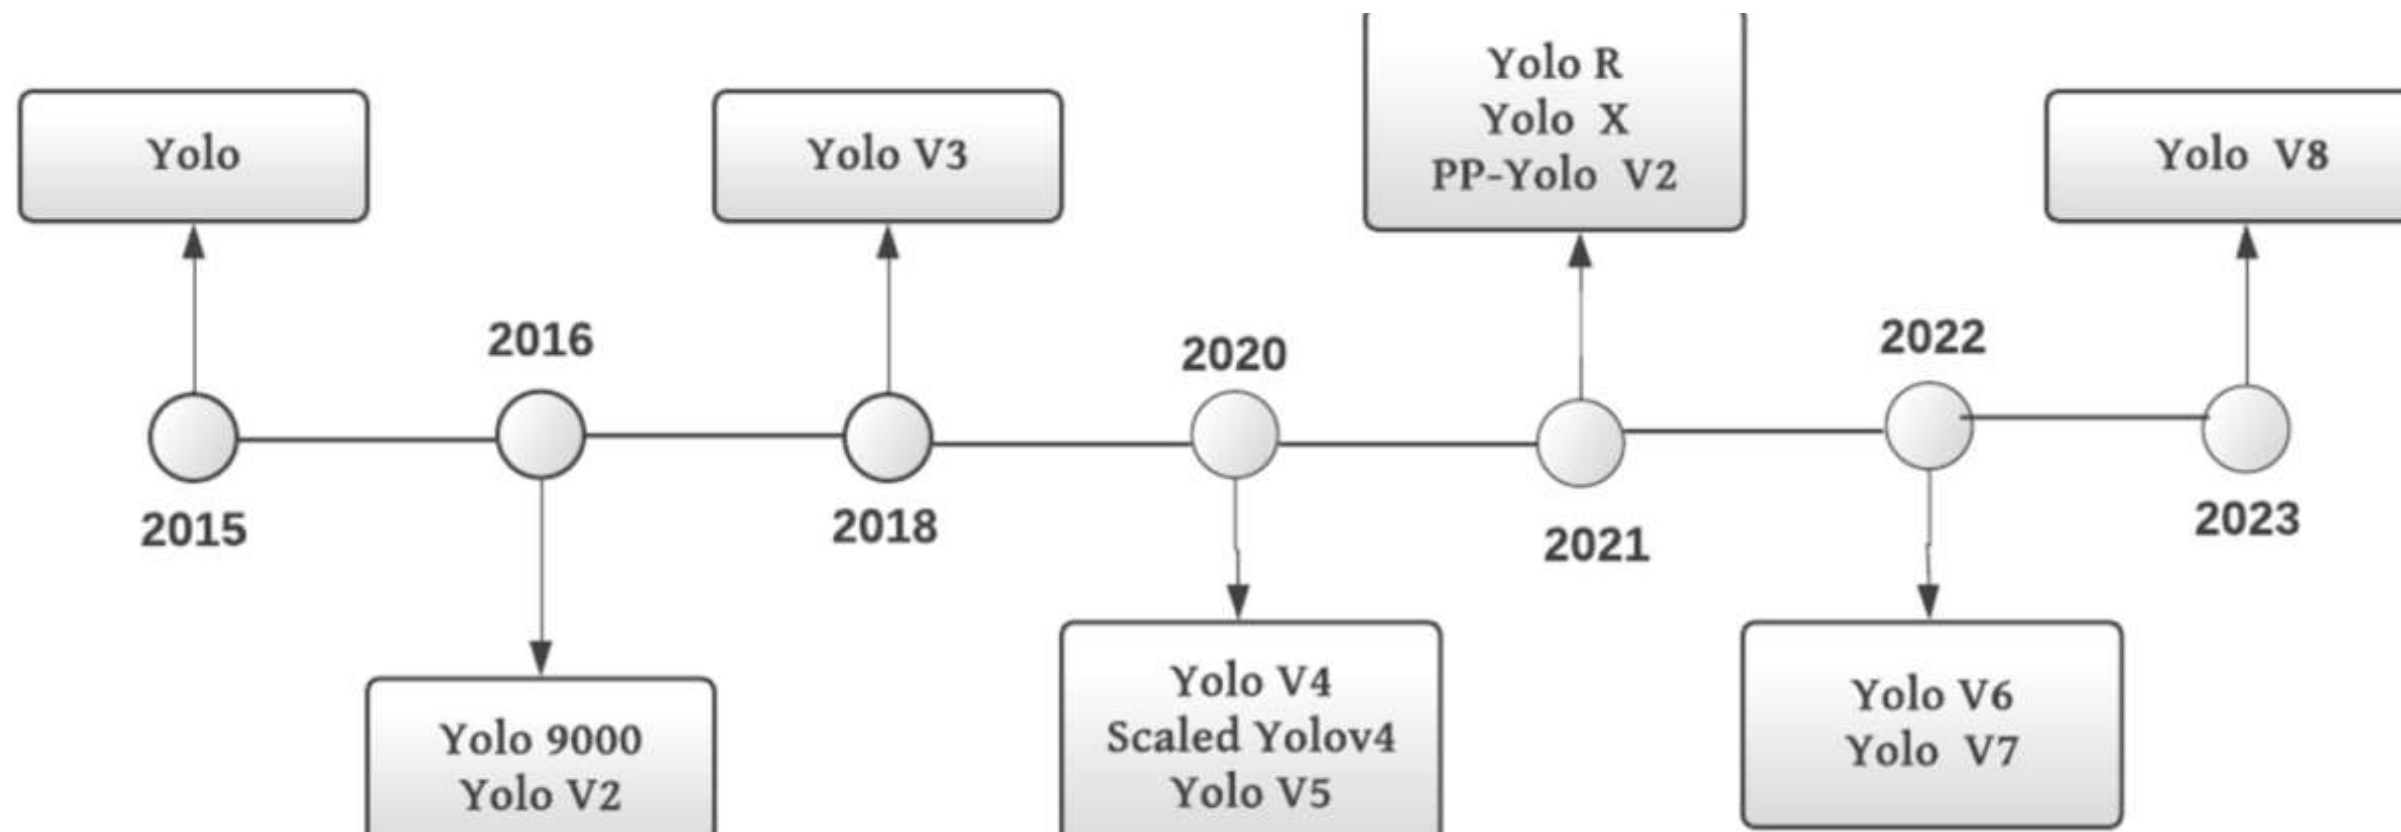 Yolo
2015
2016
Yolo 9000
Yolo V2
Yolo V3
2018
2020
Yolo V4
Scaled Yolov4
Yolo V5
Yolo R
Yolo X
PP-Yolo V2
2021
2022
Yolo V6
Yolo V7
Yolo V8
2023